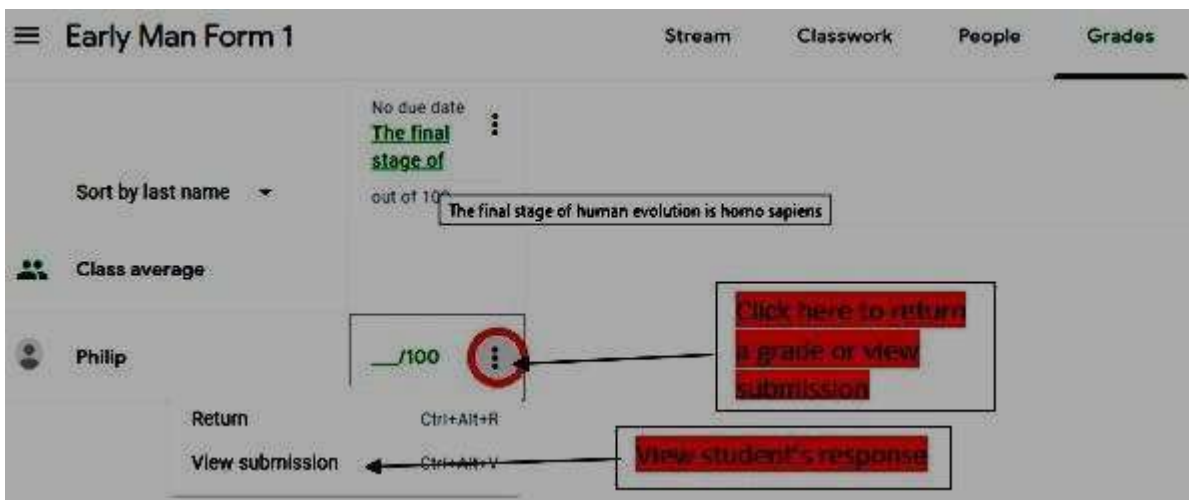 Early Man Form 1 Stream Classwork People Grades
No due date
The final
stage of
Sort by last name
out of 100
The final stage of human evolution is homo sapiens
Class average
Click here to return
a grade or view
submission
Philip __/100
Return Ctrl+Alt+R
View submission Ctrl+Alt+V
View student's response